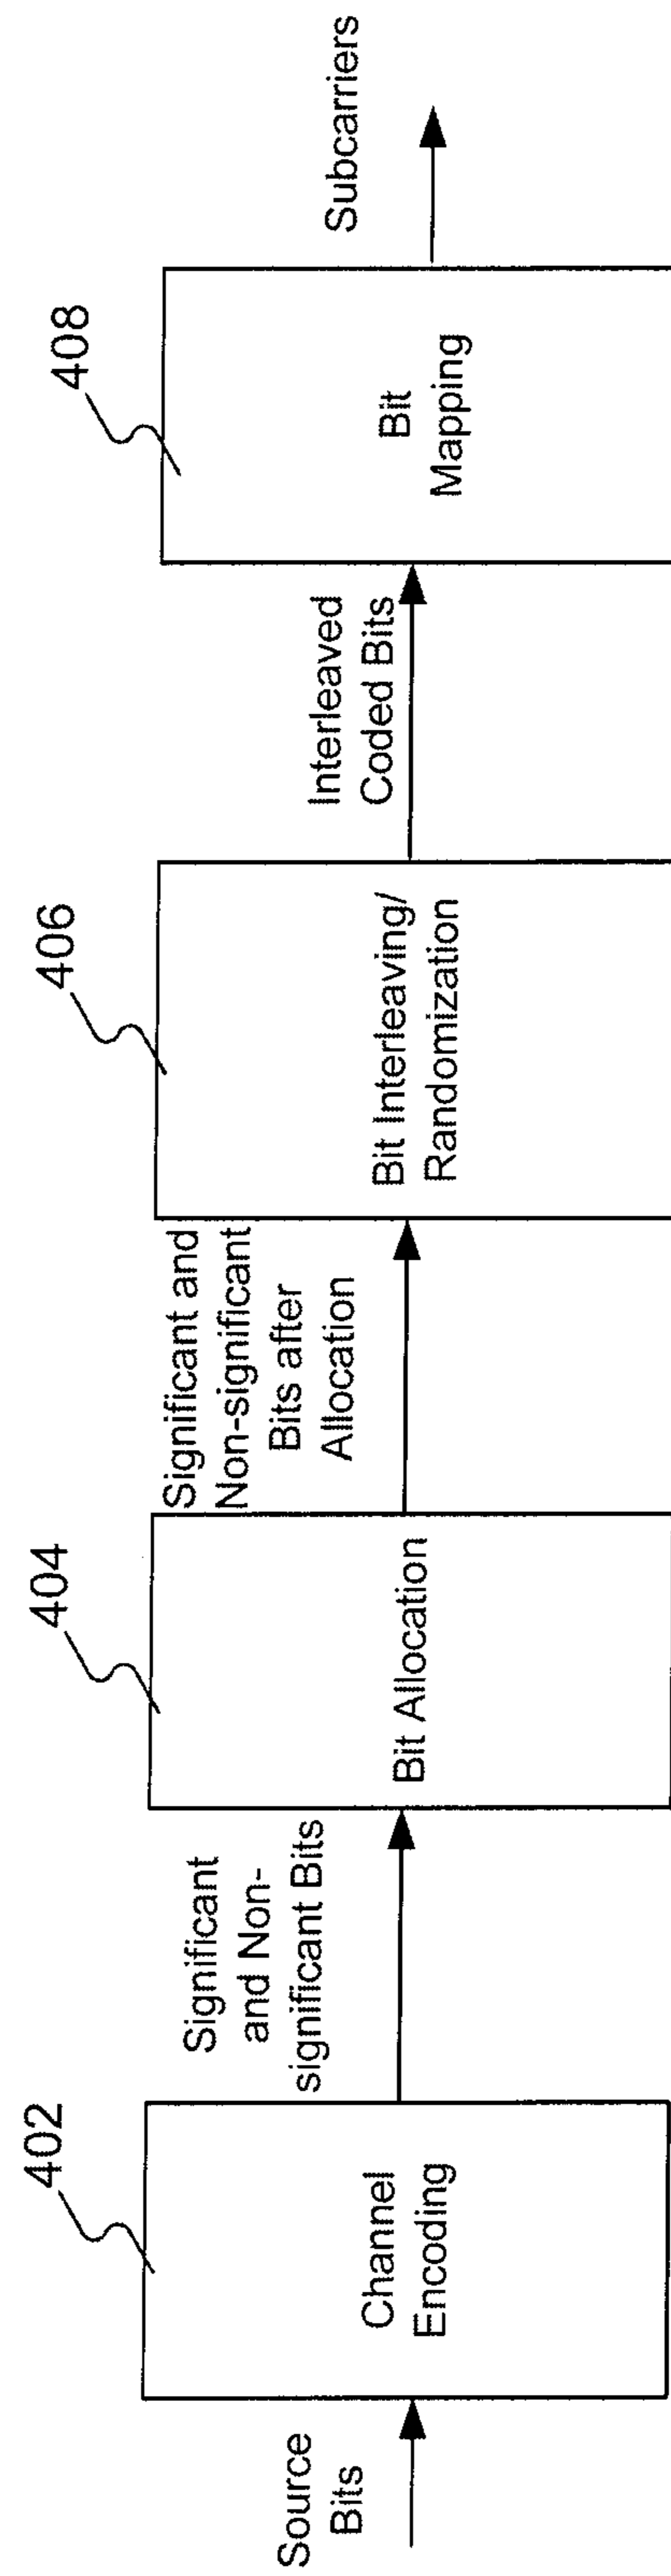 Source
Bits
402
Channel
Encoding
Significant
and Non-
significant Bits
404
Bit Allocation
Significant and
Non-significant
Bits after
Allocation
406
Bit Interleaving/
Randomization
Interleaved
Coded Bits
408
Bit
Mapping
Subcarriers